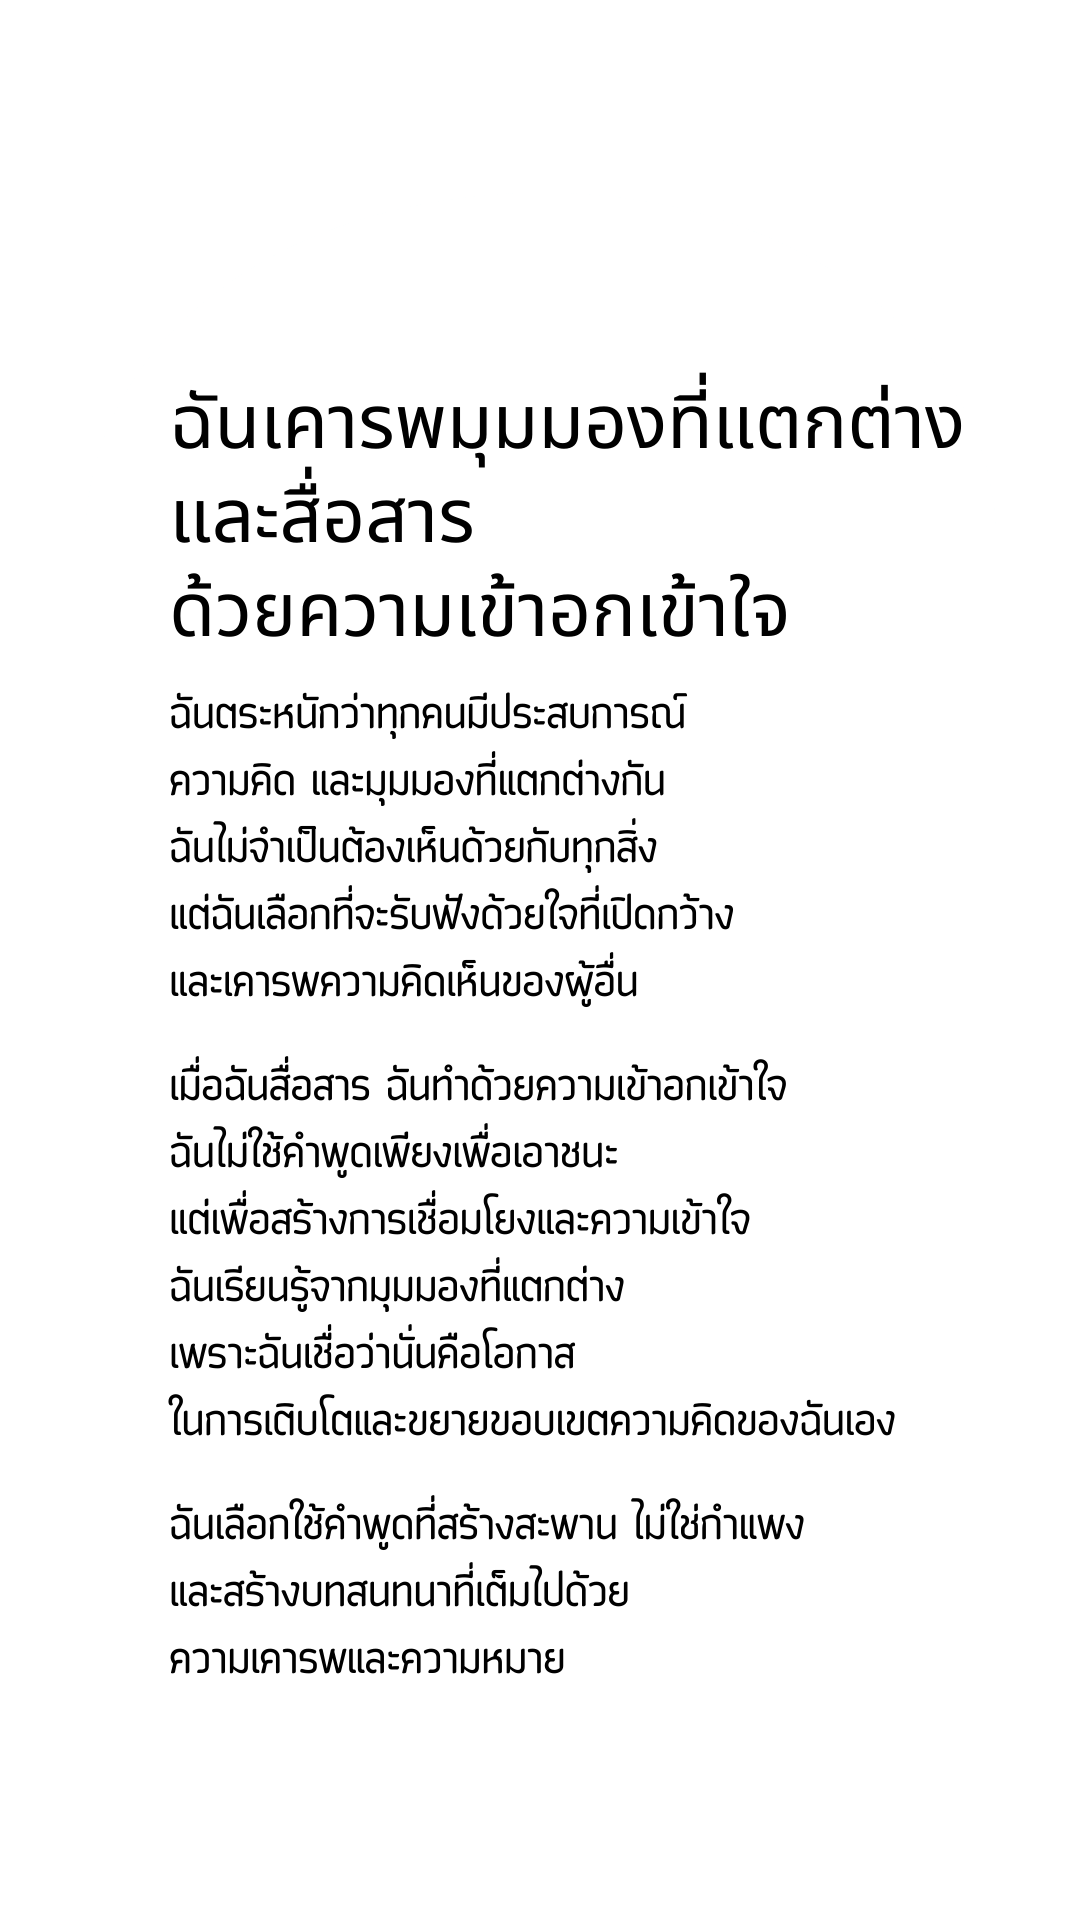 ฉันเคารพมุมมองที่แตกต่าง
และสื่อสาร
ด้วยความเข้าอกเข้าใจ
ฉันตระหนักว่าทุกคนมีประสบการณ์
ความคิด และมุมมองที่แตกต่างกัน
ฉันไม่จำเป็นต้องเห็นด้วยกับทุกสิ่ง
แต่ฉันเลือกที่จะรับฟังด้วยใจที่เปิดกว้าง
และเคารพความคิดเห็นของผู้อื่น
เมื่อฉันสื่อสาร ฉันทำด้วยความเข้าอกเข้าใจ
ฉันไม่ใช้คำพูดเพียงเพื่อเอาชนะ
แต่เพื่อสร้างการเชื่อมโยงและความเข้าใจ
ฉันเรียนรู้จากมุมมองที่แตกต่าง
เพราะฉันเชื่อว่านั่นคือโอกาส
ในการเติบโตและขยายขอบเขตความคิดของฉันเอง
ฉันเลือกใช้คำพูดที่สร้างสะพาน ไม่ใช่กำแพง
และสร้างบทสนทนาที่เต็มไปด้วย
ความเคารพและความหมาย